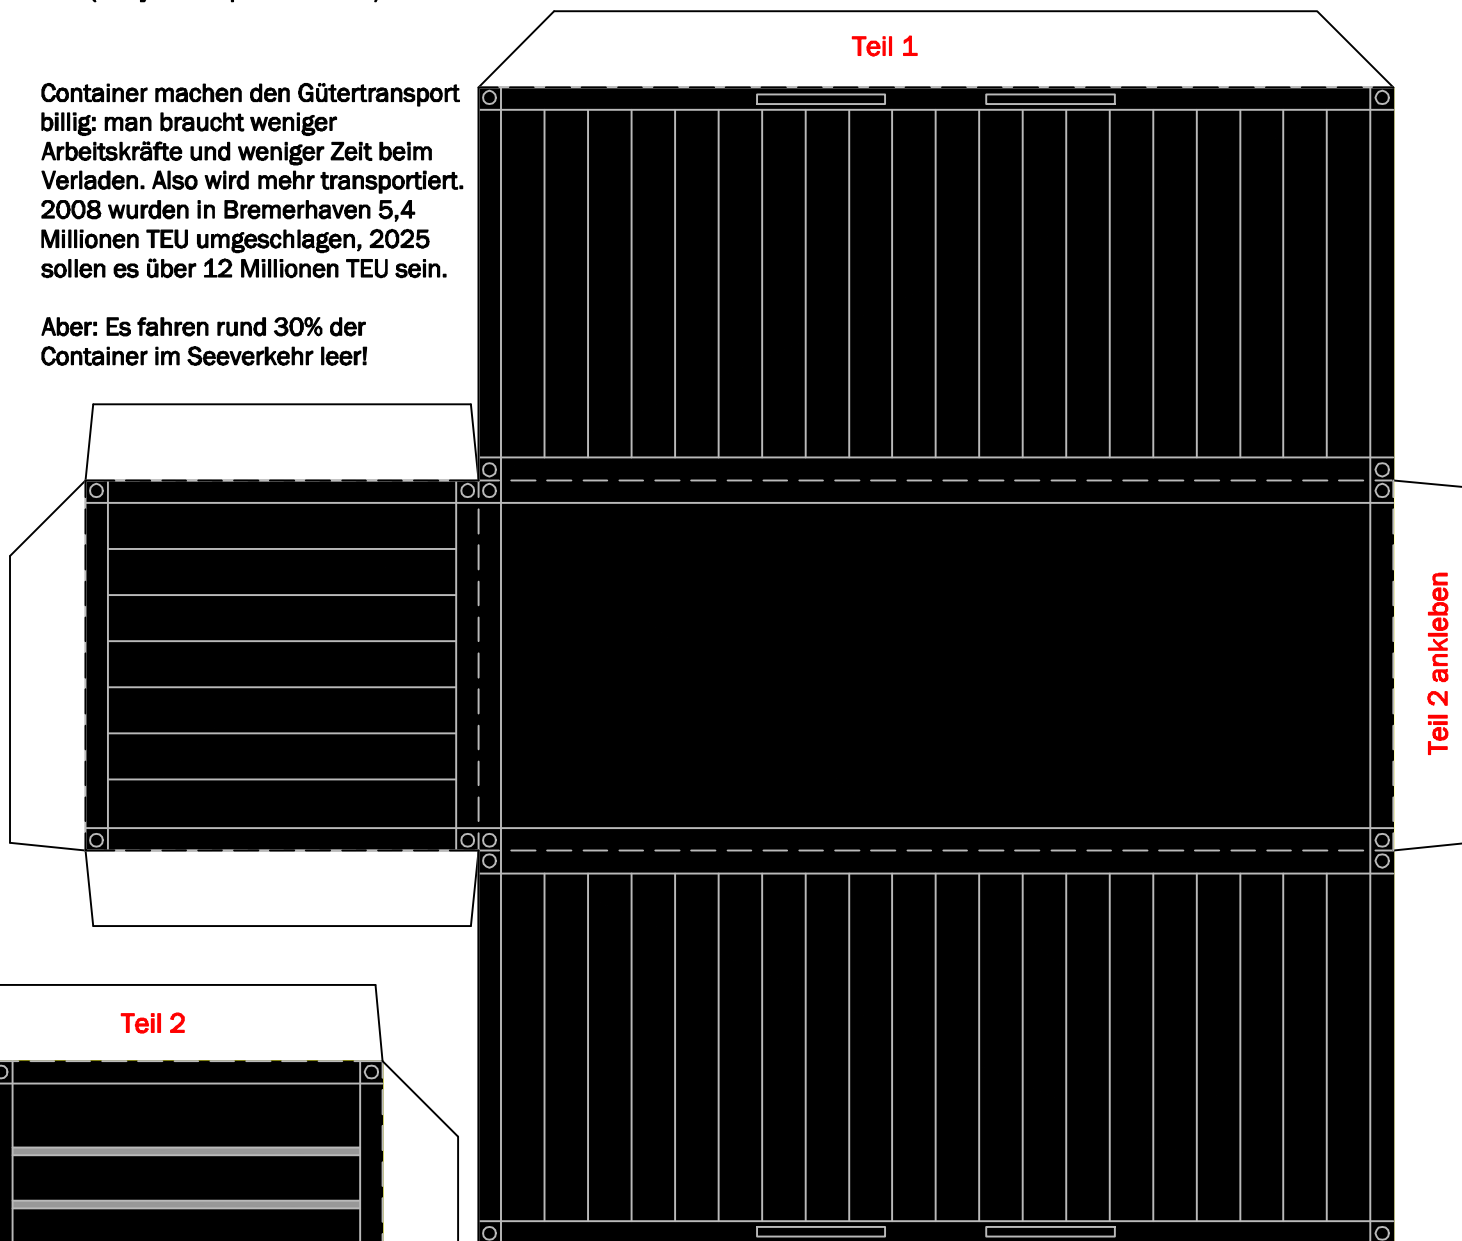 Teil 1
Container machen den Gütertransport
billig: man braucht weniger
Arbeitskräfte und weniger Zeit beim
Verladen. Also wird mehr transportiert.
2008 wurden in Bremerhaven 5,4
Millionen TEU umgeschlagen, 2025
sollen es über 12 Millionen TEU sein.
Aber: Es fahren rund 30% der
Container im Seeverkehr leer!
Teil 2 ankleben
Teil 2